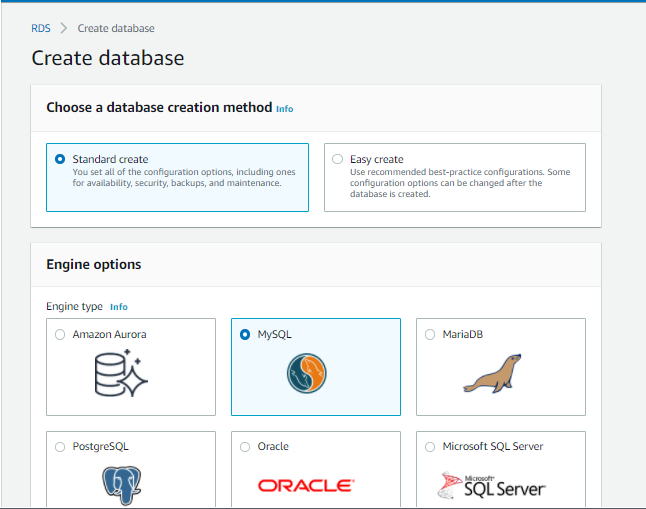 RDS > Create database
Create database
Choose a database creation method Info
Standard create
You set all of the configuration options, including ones
for availability, security, backups, and maintenance.
Easy create
Use recommended best-practice configurations. Some
configuration options can be changed after the
database is created.
Engine options
Engine type Info
Amazon Aurora
MySQL
MariaDB
PostgreSQL
Oracle
ORACLE
Microsoft SQL Server
Microsoft
SQL Server